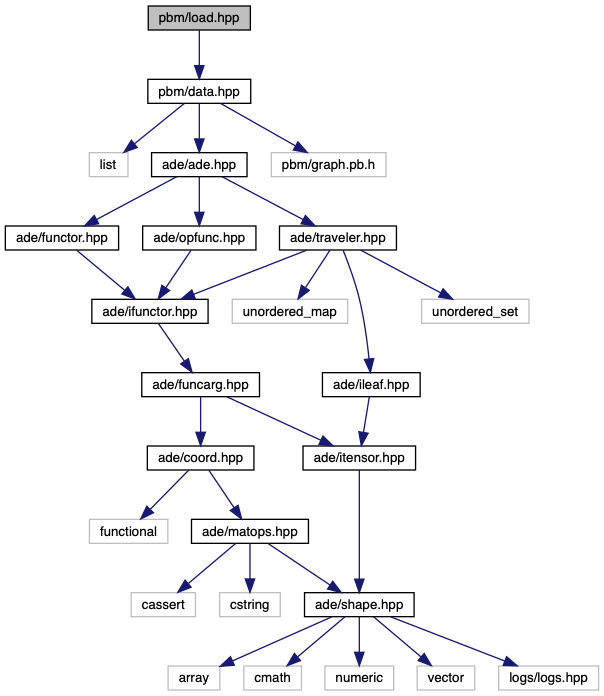 pbm/load.hpp
pbm/data.hpp
list
ade/ade.hpp
pbm/graph.pb.h
ade/functor.hpp
ade/opfunc.hpp
ade/traveler.hpp
ade/ifunctor.hpp
unordered_map
unordered_set
ade/funcarg.hpp
ade/ileaf.hpp
ade/coord.hpp
ade/itensor.hpp
functional
ade/matops.hpp
cassert
cstring
ade/shape.hpp
array
cmath
numeric
vector
logs/logs.hpp